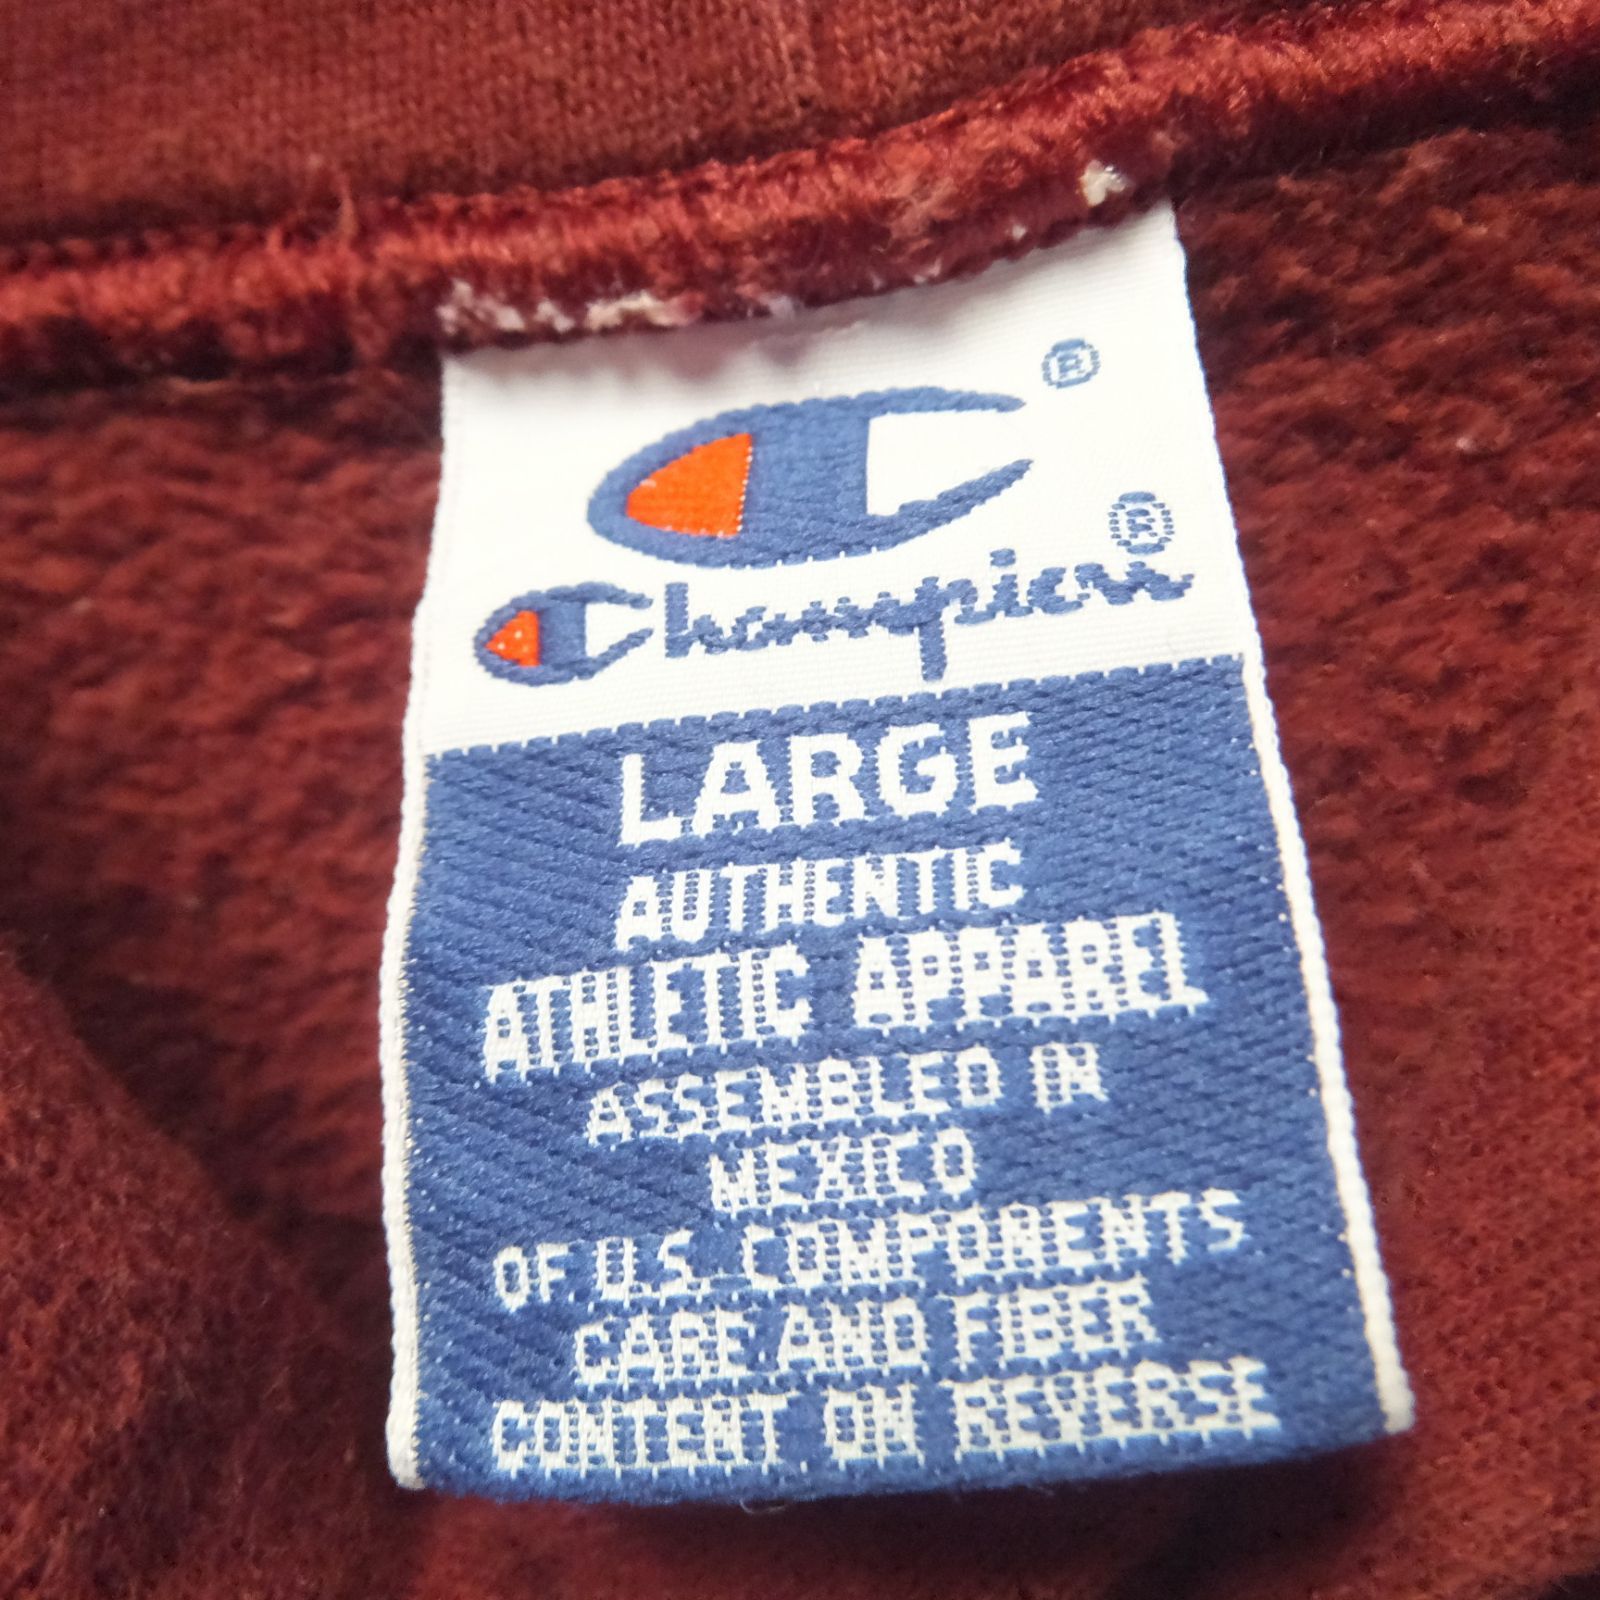 ®
®
Champion
LARGE
AUTHENTIC
ATHLETIC APPAREL
ASSEMBLED IN
MEXICO
OF U.S. COMPONENTS
CARE AND FIBER
CONTENT ON REVERSE